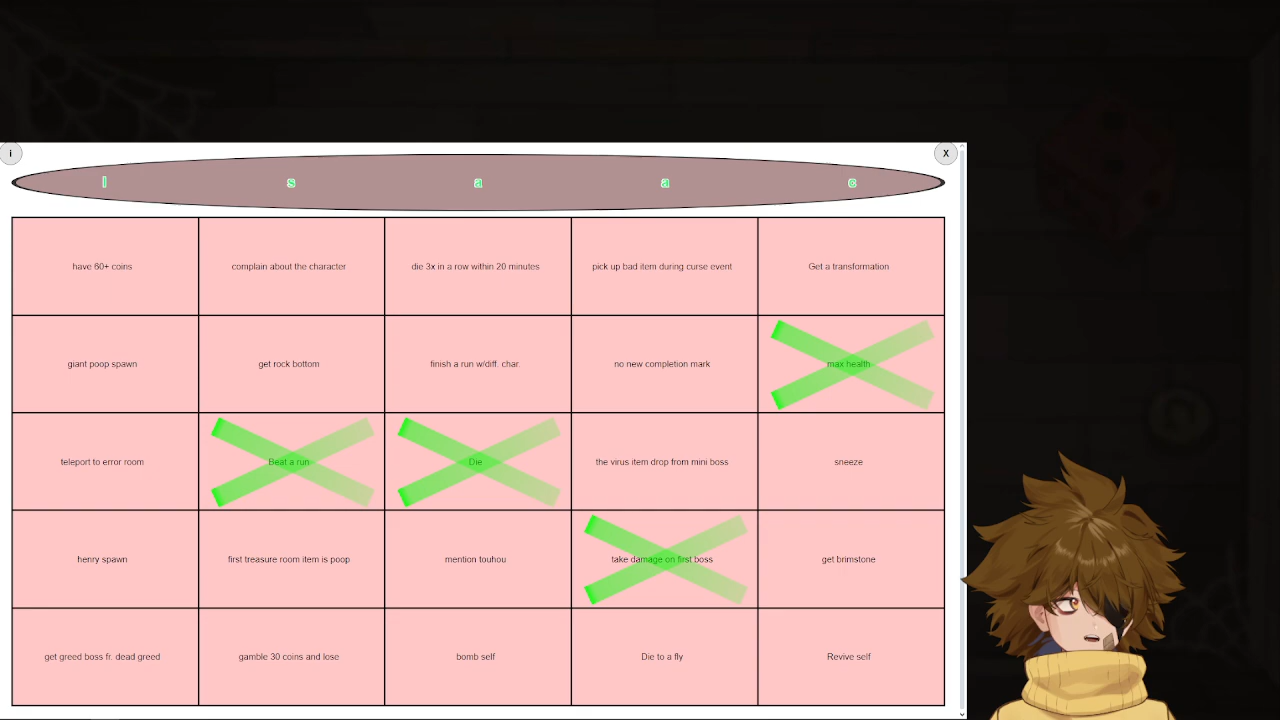 i
X
I s a a c
have 60+ coins
complain about the character
die 3x in a row within 20 minutes
pick up bad item during curse event
Get a transformation
giant poop spawn
get rock bottom
finish a run w/diff. char.
no new completion mark
max health
teleport to error room
Beat a run
Die
the virus item drop from mini boss
sneeze
henry spawn
first treasure room item is poop
mention touhou
take damage on first boss
get brimstone
get greed boss fr. dead greed
gamble 30 coins and lose
bomb self
Die to a fly
Revive self